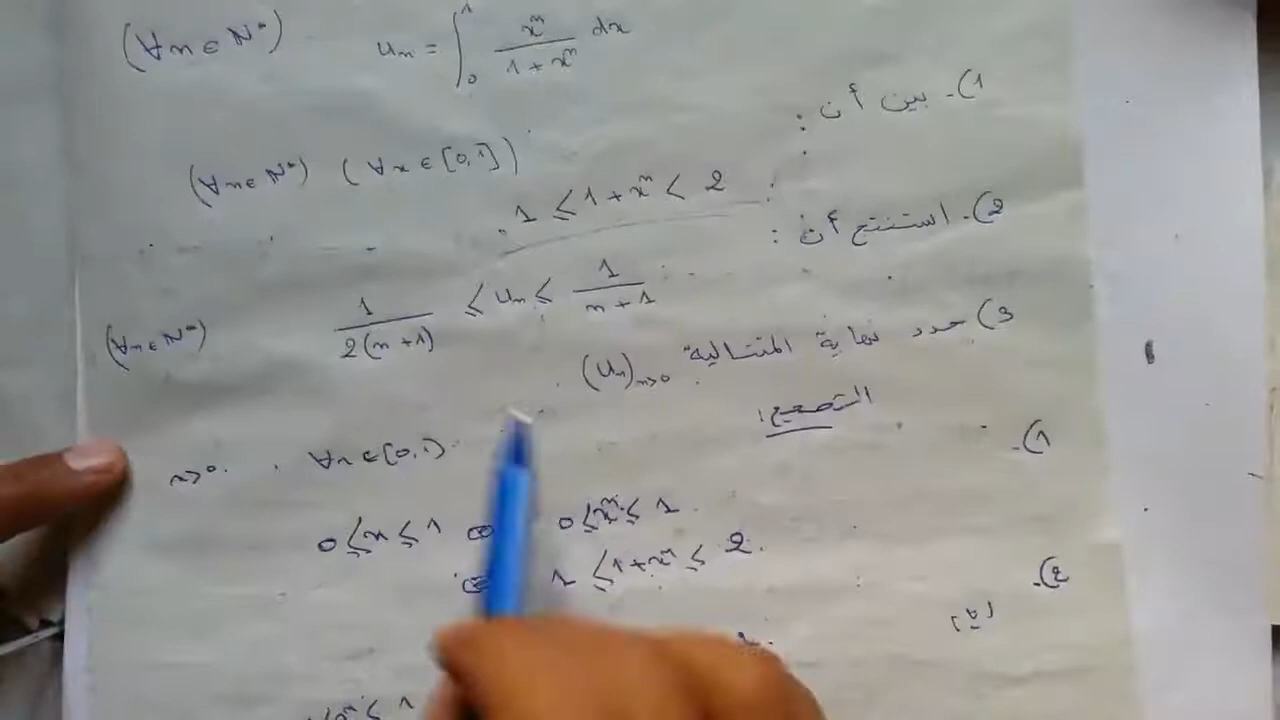 (∀n ∈ N*) uₙ = ∫₀¹ xⁿ / (1 + xⁿ) dx
1)- بين أن :
(∀n ∈ N*) (∀x ∈ [0,1])
1 ≤ 1 + xⁿ ≤ 2
2)- استنتج أن :
(∀n ∈ N*) 1 / 2(n+1) ≤ uₙ ≤ 1 / n+1
3) حدد نهاية المتتالية (Uₙ)ₙ>₀.
التصحيح:
1)-
n>0. ∀x ∈ [0,1]
0 ≤ x ≤ 1 0 ≤ xⁿ ≤ 1
1 ≤ 1 + xⁿ ≤ 2.
2)-
xⁿ ≤ 1